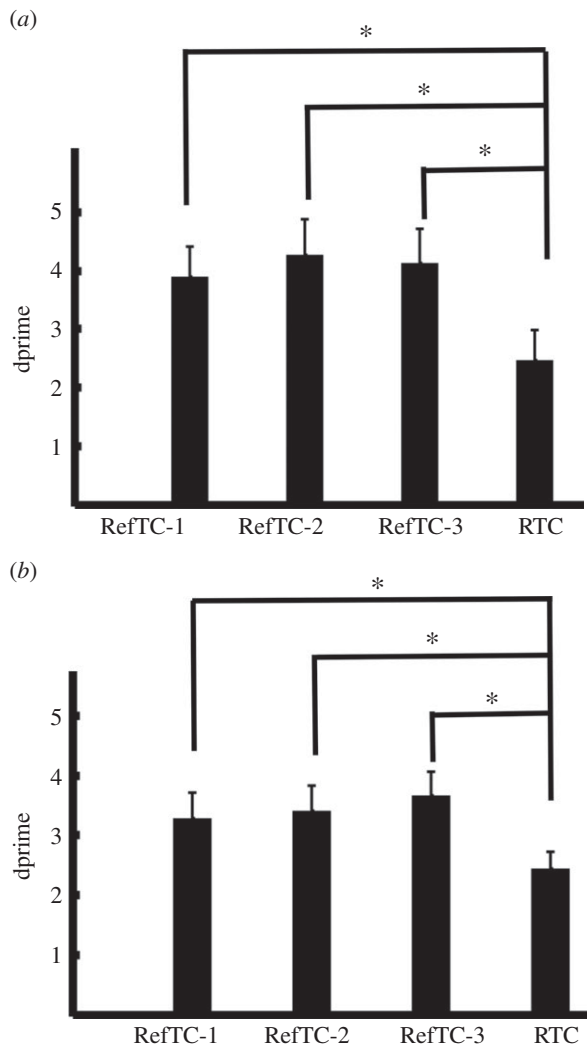 (a)
*
*
*
5
4
3
2
1
dprime
RefTC-1 RefTC-2 RefTC-3 RTC
(b)
*
*
*
5
4
3
2
1
dprime
RefTC-1 RefTC-2 RefTC-3 RTC